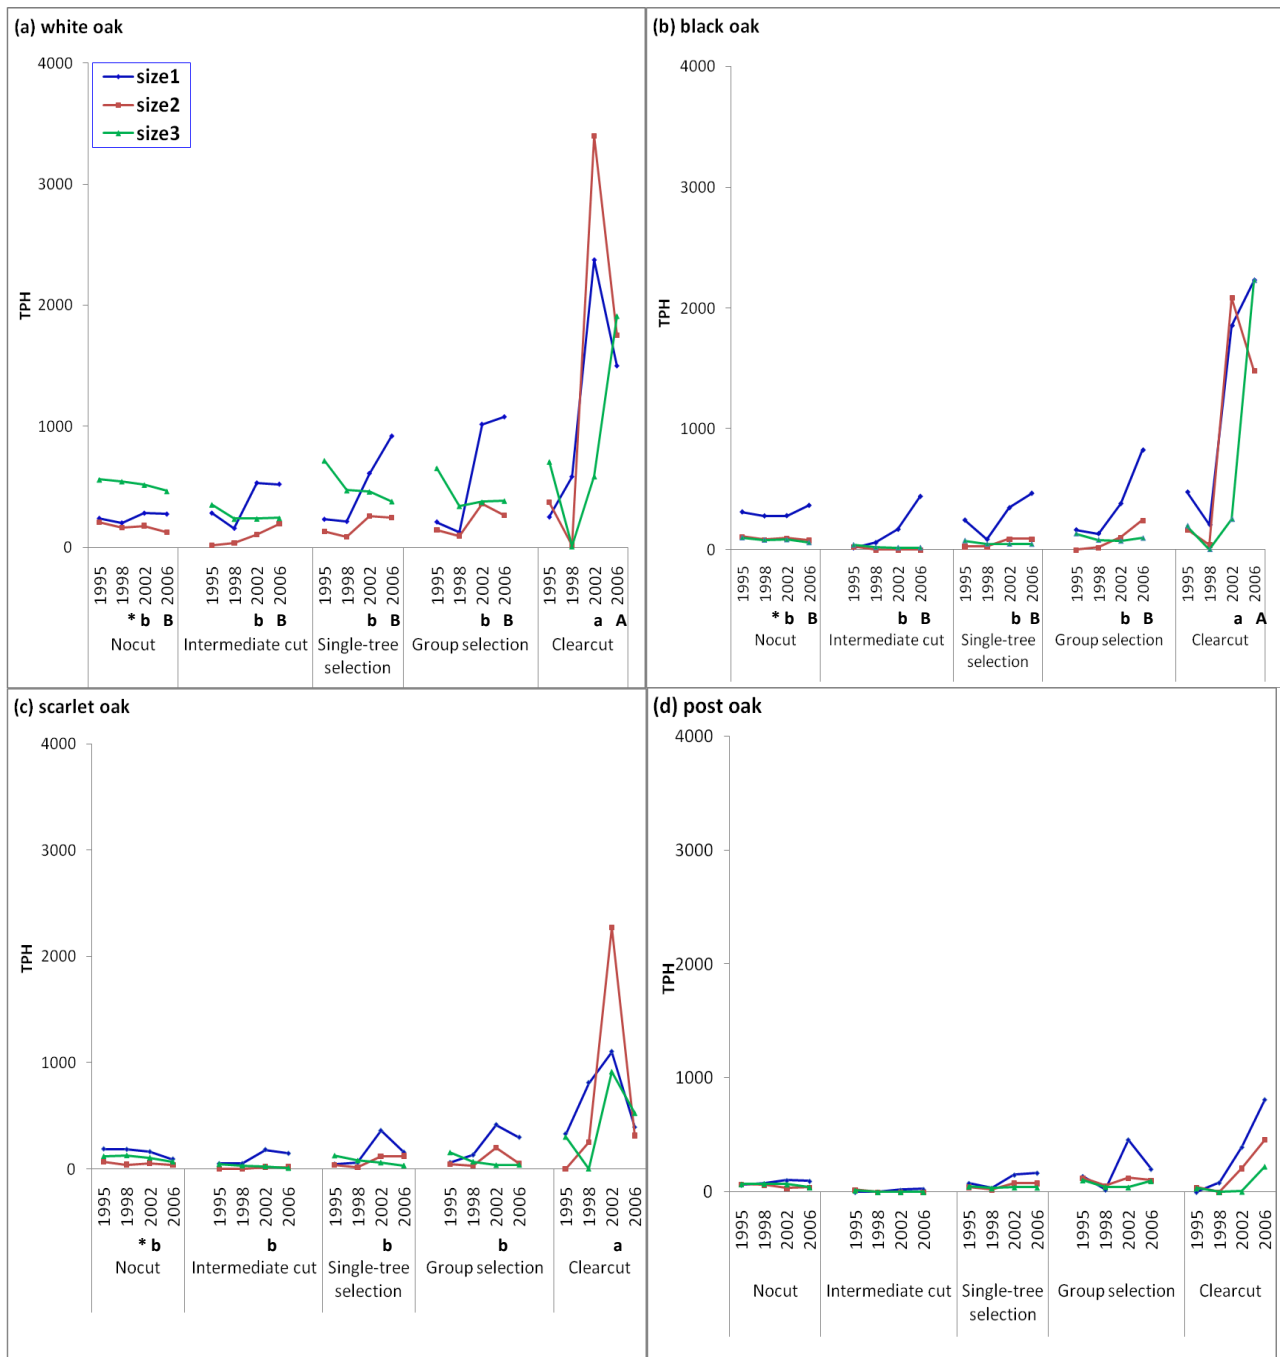 (a) white oak
4000
3000
2000
1000
0
TPH
size1
size2
size3
1995 1998 2002 2006 1995 1998 2002 2006 1995 1998 2002 2006 1995 1998 2002 2006 1995 1998 2002 2006
* b B b B b B b B a A
Nocut Intermediate cut Single-tree selection Group selection Clearcut
(b) black oak
4000
3000
2000
1000
0
TPH
1995 1998 2002 2006 1995 1998 2002 2006 1995 1998 2002 2006 1995 1998 2002 2006 1995 1998 2002 2006
* b B b B b B b B a A
Nocut Intermediate cut Single-tree selection Group selection Clearcut
(c) scarlet oak
4000
3000
2000
1000
0
TPH
1995 1998 2002 2006 1995 1998 2002 2006 1995 1998 2002 2006 1995 1998 2002 2006 1995 1998 2002 2006
* b b b b a
Nocut Intermediate cut Single-tree selection Group selection Clearcut
(d) post oak
4000
3000
2000
1000
0
TPH
1995 1998 2002 2006 1995 1998 2002 2006 1995 1998 2002 2006 1995 1998 2002 2006 1995 1998 2002 2006
Nocut Intermediate cut Single-tree selection Group selection Clearcut